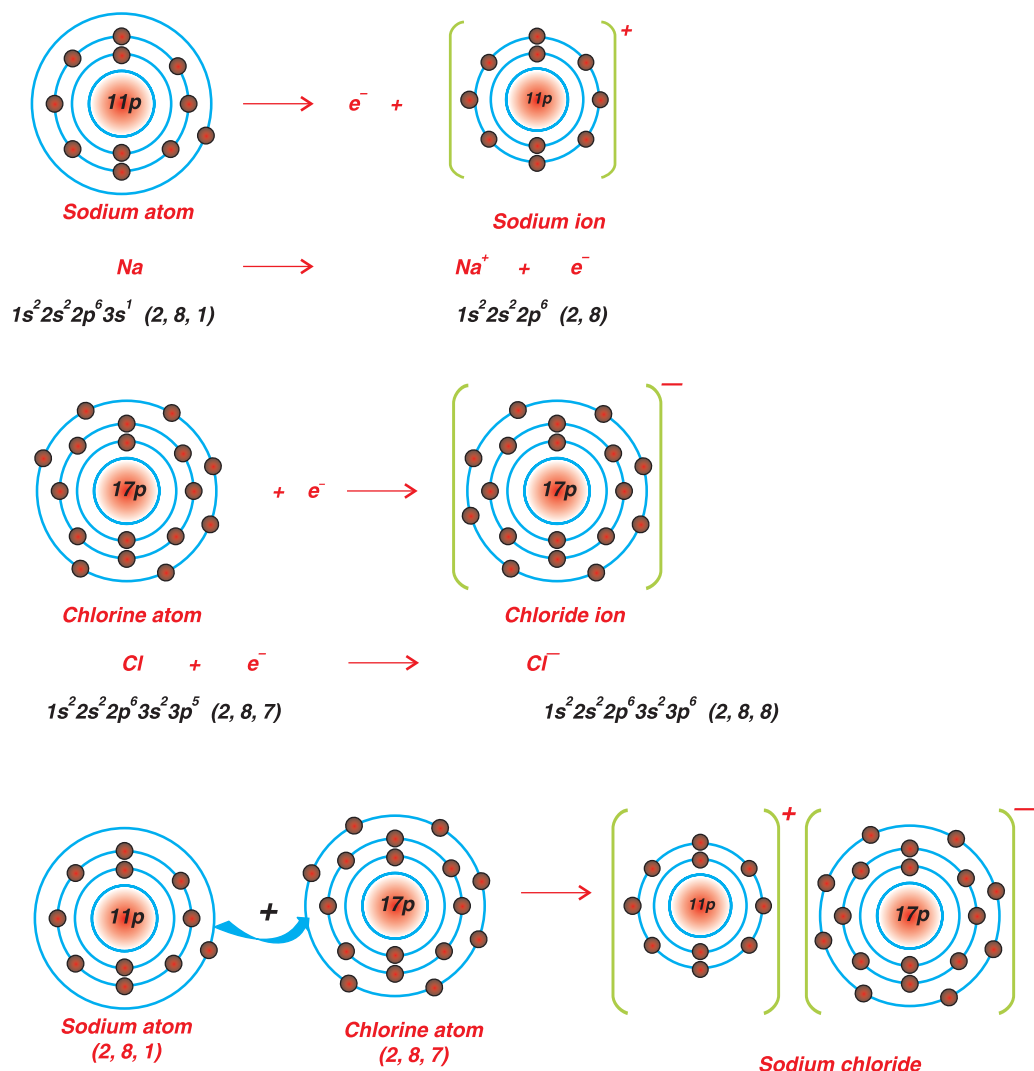 11p → e⁻ + 11p +
Sodium atom Sodium ion
Na → Na⁺ + e⁻
1s²2s²2p⁶3s¹ (2, 8, 1) 1s²2s²2p⁶ (2, 8)
17p + e⁻ → 17p —
Chlorine atom Chloride ion
Cl + e⁻ → Cl⁻
1s²2s²2p⁶3s²3p⁵ (2, 8, 7) 1s²2s²2p⁶3s²3p⁶ (2, 8, 8)
11p + 17p → 11p + 17p —
Sodium atom Chlorine atom
(2, 8, 1) (2, 8, 7)
Sodium chloride